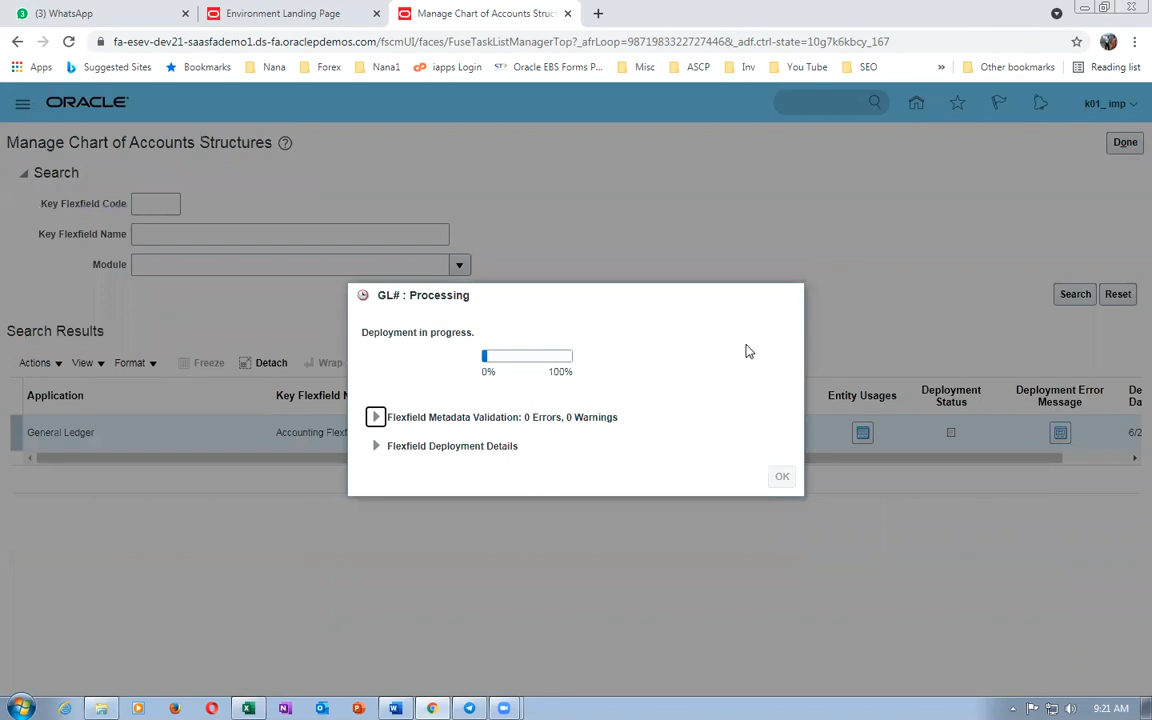 (3) WhatsApp
Environment Landing Page
Manage Chart of Accounts Struct
fa-esev-dev21-saasfademo1.ds-fa.oraclepdemos.com/fscmUI/faces/FuseTaskListManagerTop?_afrLoop=9871983322727446&_adf.ctrl-state=10g7k6kbcy_167
Apps
Suggested Sites
Bookmarks
Nana
Forex
Nana1
iapps Login
Oracle EBS Forms P...
Misc
ASCP
Inv
You Tube
SEO
»
Other bookmarks
Reading list
ORACLE
k01_ imp
Manage Chart of Accounts Structures
Done
Search
Key Flexfield Code
Key Flexfield Name
Module
Search
Reset
Search Results
Actions
View
Format
Freeze
Detach
Wrap
Application
Key Flexfield N
Entity Usages
Deployment
Status
Deployment Error
Message
De
Da
General Ledger
Accounting Flexf
6/2
GL# : Processing
Deployment in progress.
0%
100%
Flexfield Metadata Validation: 0 Errors, 0 Warnings
Flexfield Deployment Details
OK
9:21 AM